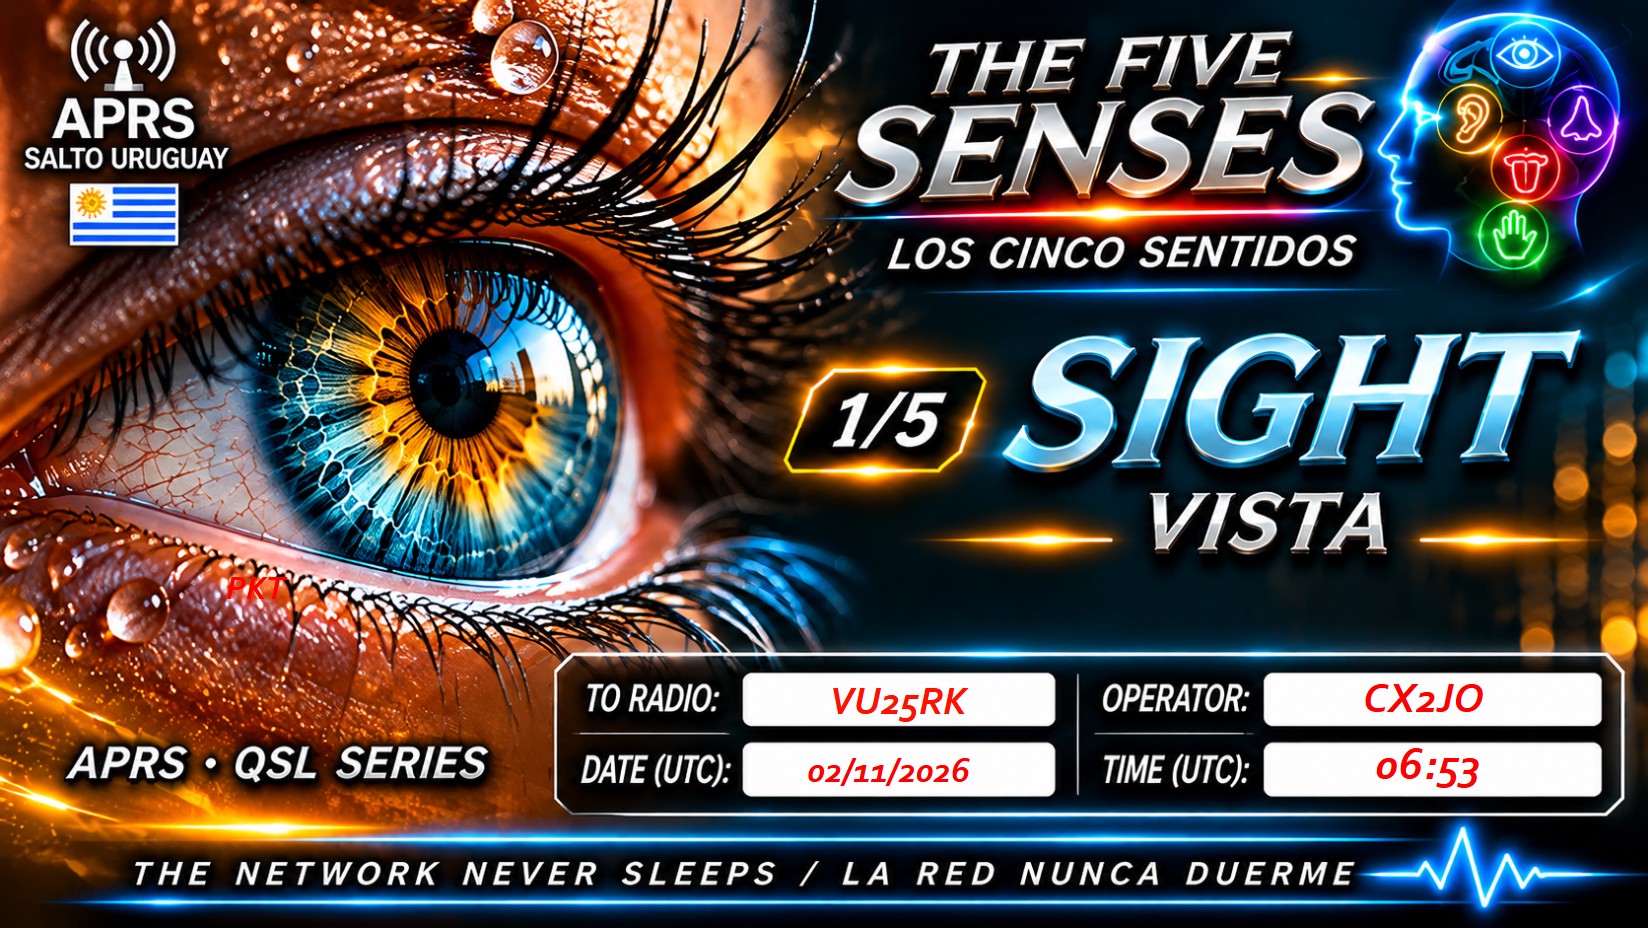 APRS
SALTO URUGUAY
THE FIVE
SENSES
LOS CINCO SENTIDOS
1/5
SIGHT
VISTA
PKT
TO RADIO: VU25RK
OPERATOR: CX2JO
DATE (UTC): 02/11/2026
TIME (UTC): 06:53
APRS · QSL SERIES
THE NETWORK NEVER SLEEPS / LA RED NUNCA DUERME